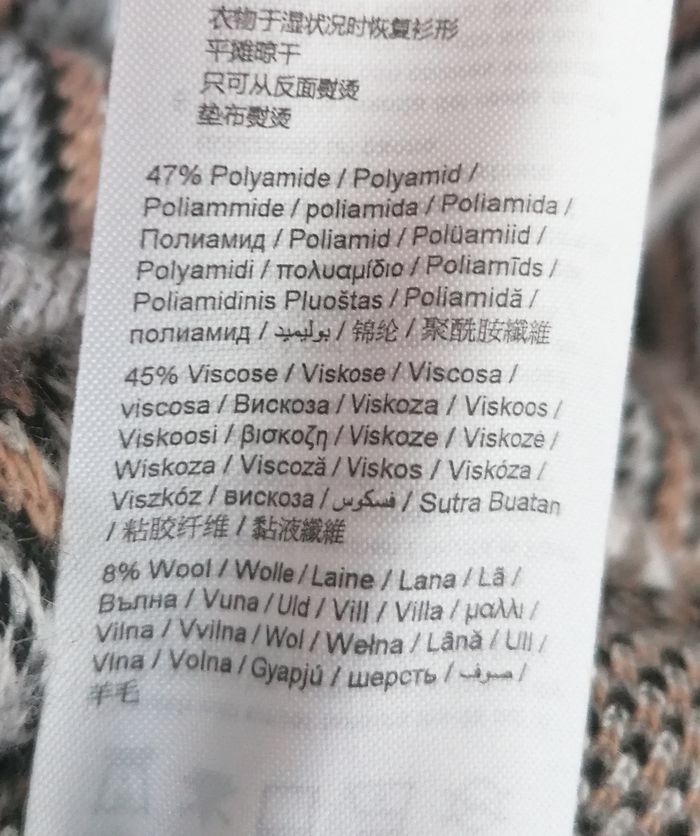 衣物于湿状况时恢复衫形
平摊晾干
只可从反面熨烫
垫布熨烫
47% Polyamide / Polyamid /
Poliammide / poliamida / Poliamida /
Полиамид / Poliamid / Polüamiid /
Polyamidi / πολυαμίδιο / Poliamīds /
Poliamidinis Pluoštas / Poliamidă /
полиамид / بوليميد / 锦纶 / 聚酰胺纖維
45% Viscose / Viskose / Viscosa /
viscosa / Вискоза / Viskoza / Viskoos /
Viskoosi / βισκοζη / Viskoze / Viskozė /
Wiskoza / Viscoză / Viskos / Viskóza /
Viszkóz / вискоза / فسكوس / Sutra Buatan
/ 粘胶纤维 / 黏液纖維
8% Wool / Wolle / Laine / Lana / Lã /
Вълна / Vuna / Uld / Vill / Villa / μαλλι /
Vilna / Vvilna / Wol / Wełna / Lână / Ull /
Vlna / Volna / Gyapjú / шерсть / صوف /
羊毛